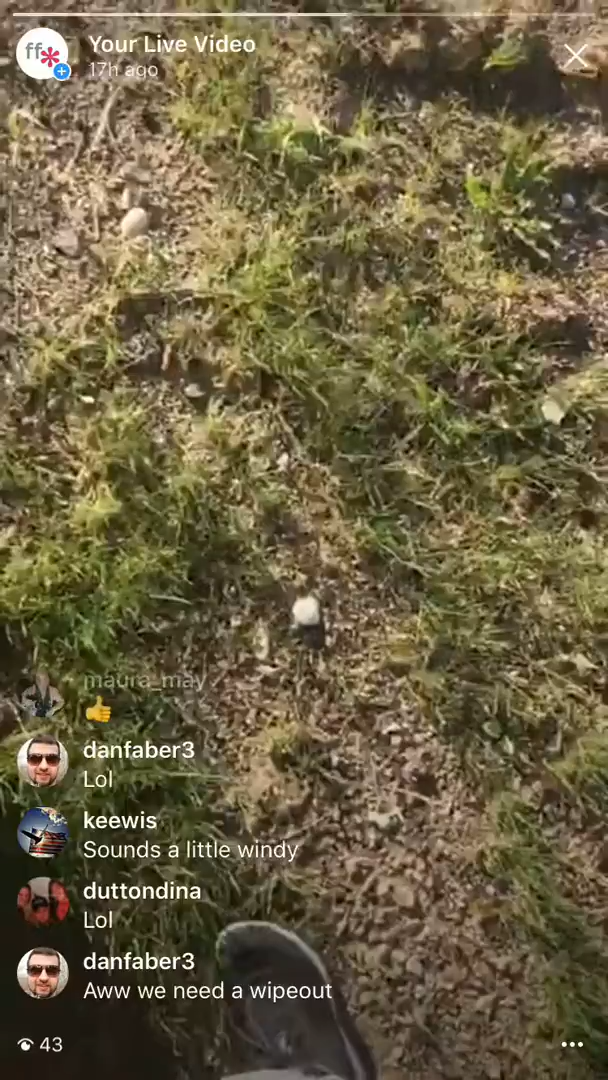 ff*
Your Live Video
17h ago
maura_may
👍
danfaber3
Lol
keewis
Sounds a little windy
duttondina
Lol
danfaber3
Aww we need a wipeout
43